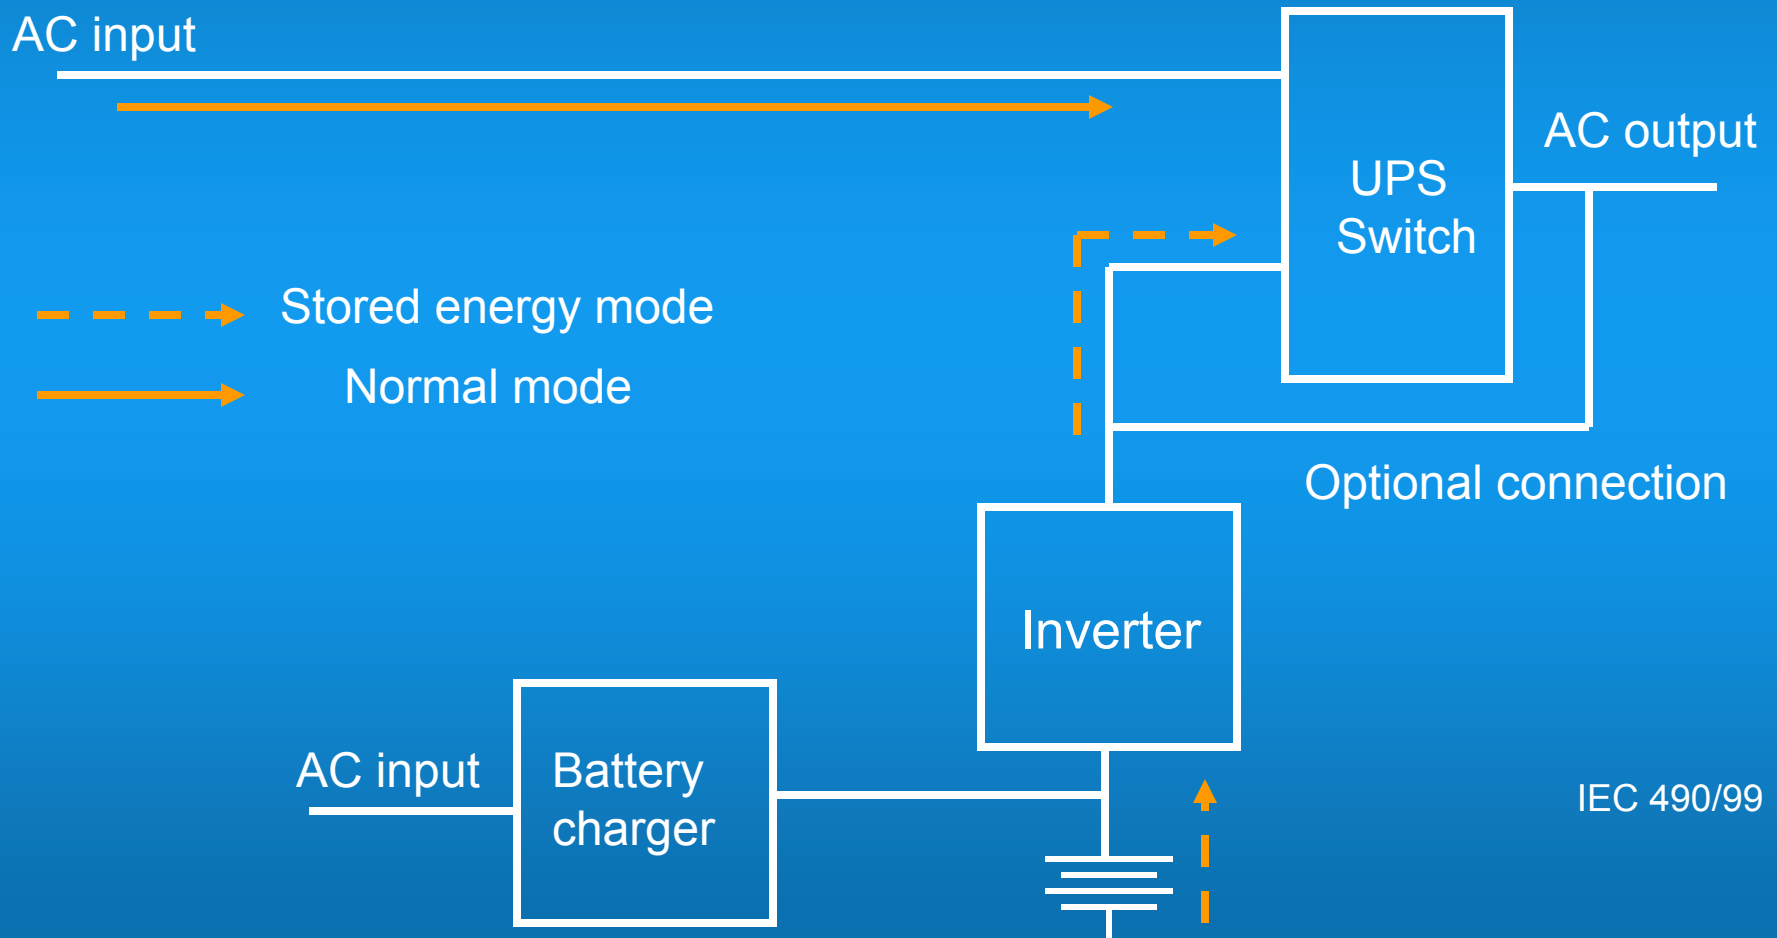 AC input
AC output
UPS
Switch
Stored energy mode
Normal mode
Optional connection
Inverter
AC input
Battery
charger
IEC 490/99